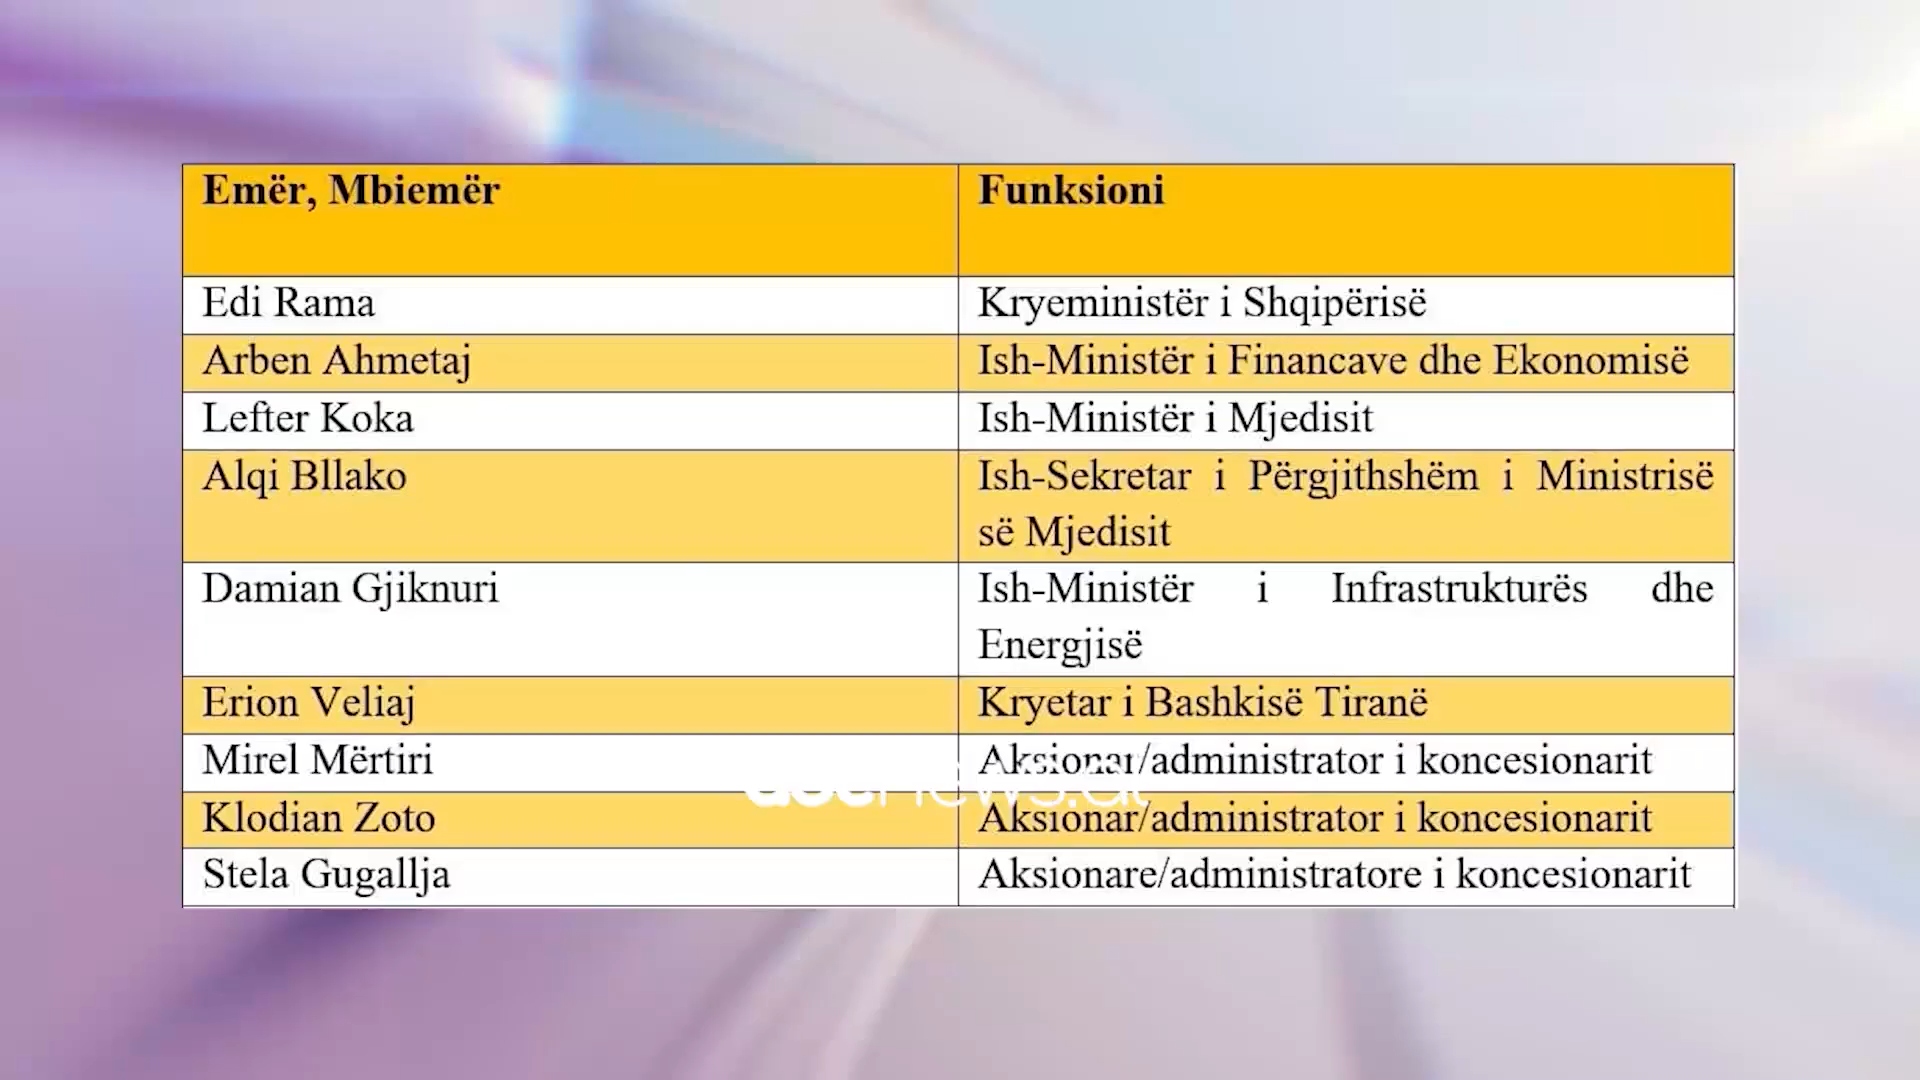 Emër, Mbiemër	Funksioni
Edi Rama	Kryeministër i Shqipërisë
Arben Ahmetaj	Ish-Ministër i Financave dhe Ekonomisë
Lefter Koka	Ish-Ministër i Mjedisit
Alqi Bllako	Ish-Sekretar i Përgjithshëm i Ministrisë
së Mjedisit
Damian Gjiknuri	Ish-Ministër i Infrastrukturës dhe
Energjisë
Erion Veliaj	Kryetar i Bashkisë Tiranë
Mirel Mërtiri	Aksionar/administrator i koncesionarit
Klodian Zoto	Aksionar/administrator i koncesionarit
Stela Gugallja	Aksionare/administratore i koncesionarit